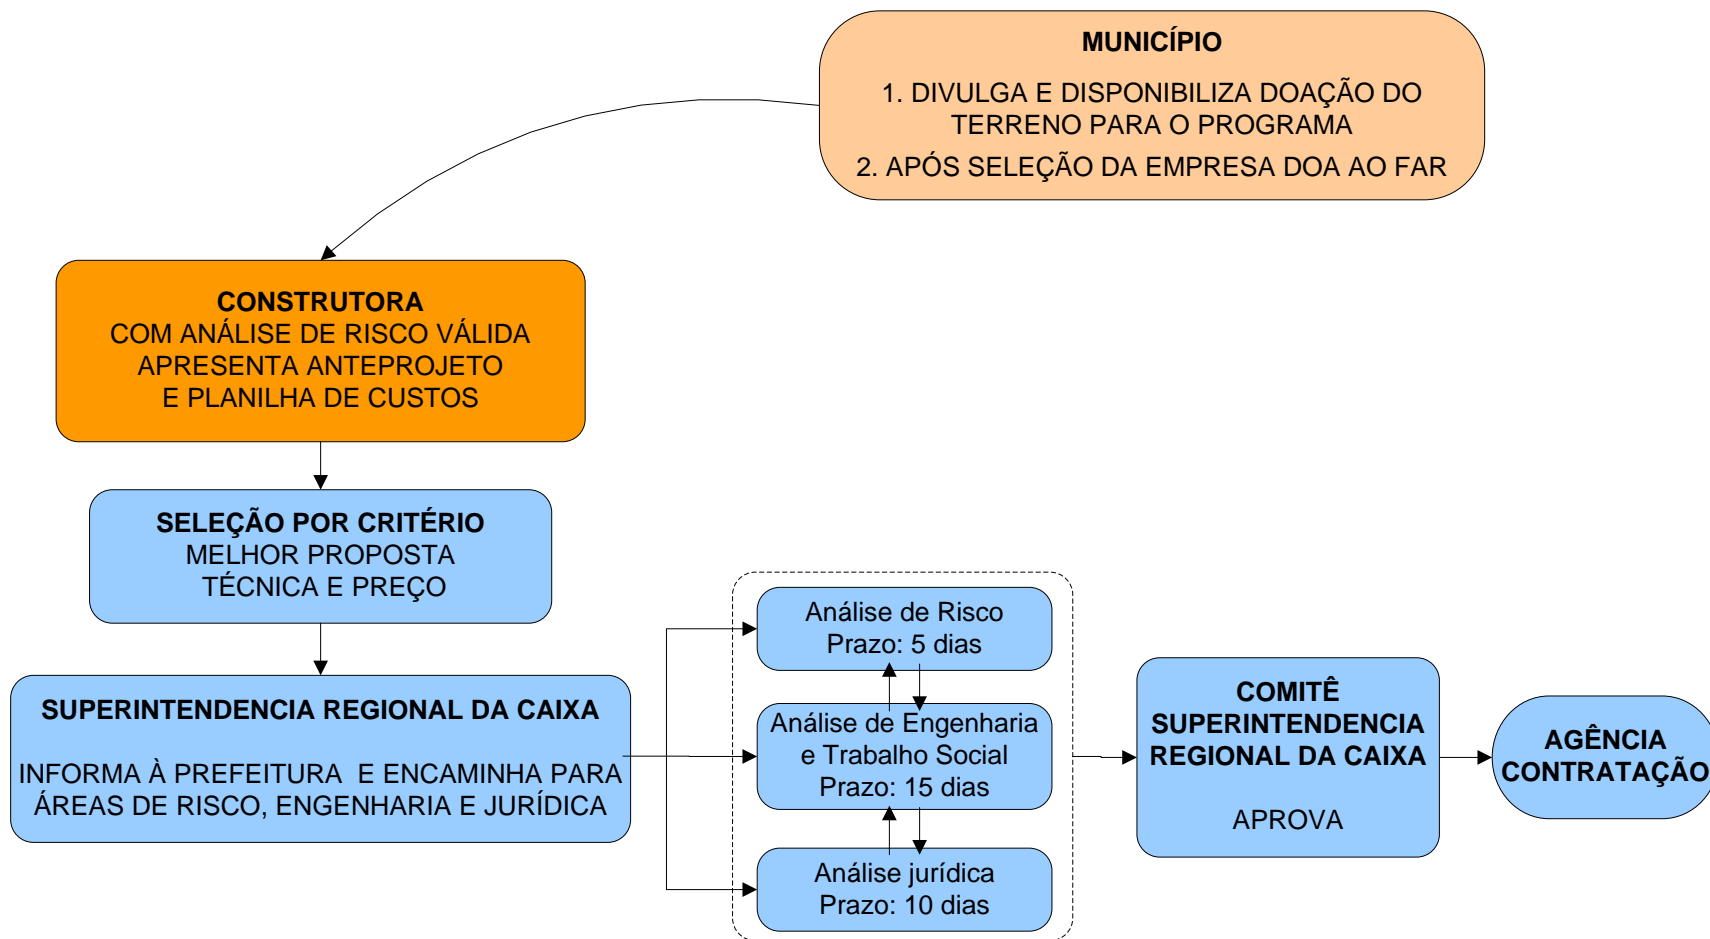 MUNICÍPIO
1. DIVULGA E DISPONIBILIZA DOAÇÃO DO
TERRENO PARA O PROGRAMA
2. APÓS SELEÇÃO DA EMPRESA DOA AO FAR
CONSTRUTORA
COM ANÁLISE DE RISCO VÁLIDA
APRESENTA ANTEPROJETO
E PLANILHA DE CUSTOS
SELEÇÃO POR CRITÉRIO
MELHOR PROPOSTA
TÉCNICA E PREÇO
SUPERINTENDENCIA REGIONAL DA CAIXA
INFORMA À PREFEITURA E ENCAMINHA PARA
ÁREAS DE RISCO, ENGENHARIA E JURÍDICA
Análise de Risco
Prazo: 5 dias
Análise de Engenharia
e Trabalho Social
Prazo: 15 dias
Análise jurídica
Prazo: 10 dias
COMITÊ
SUPERINTENDENCIA
REGIONAL DA CAIXA
APROVA
AGÊNCIA
CONTRATAÇÃO